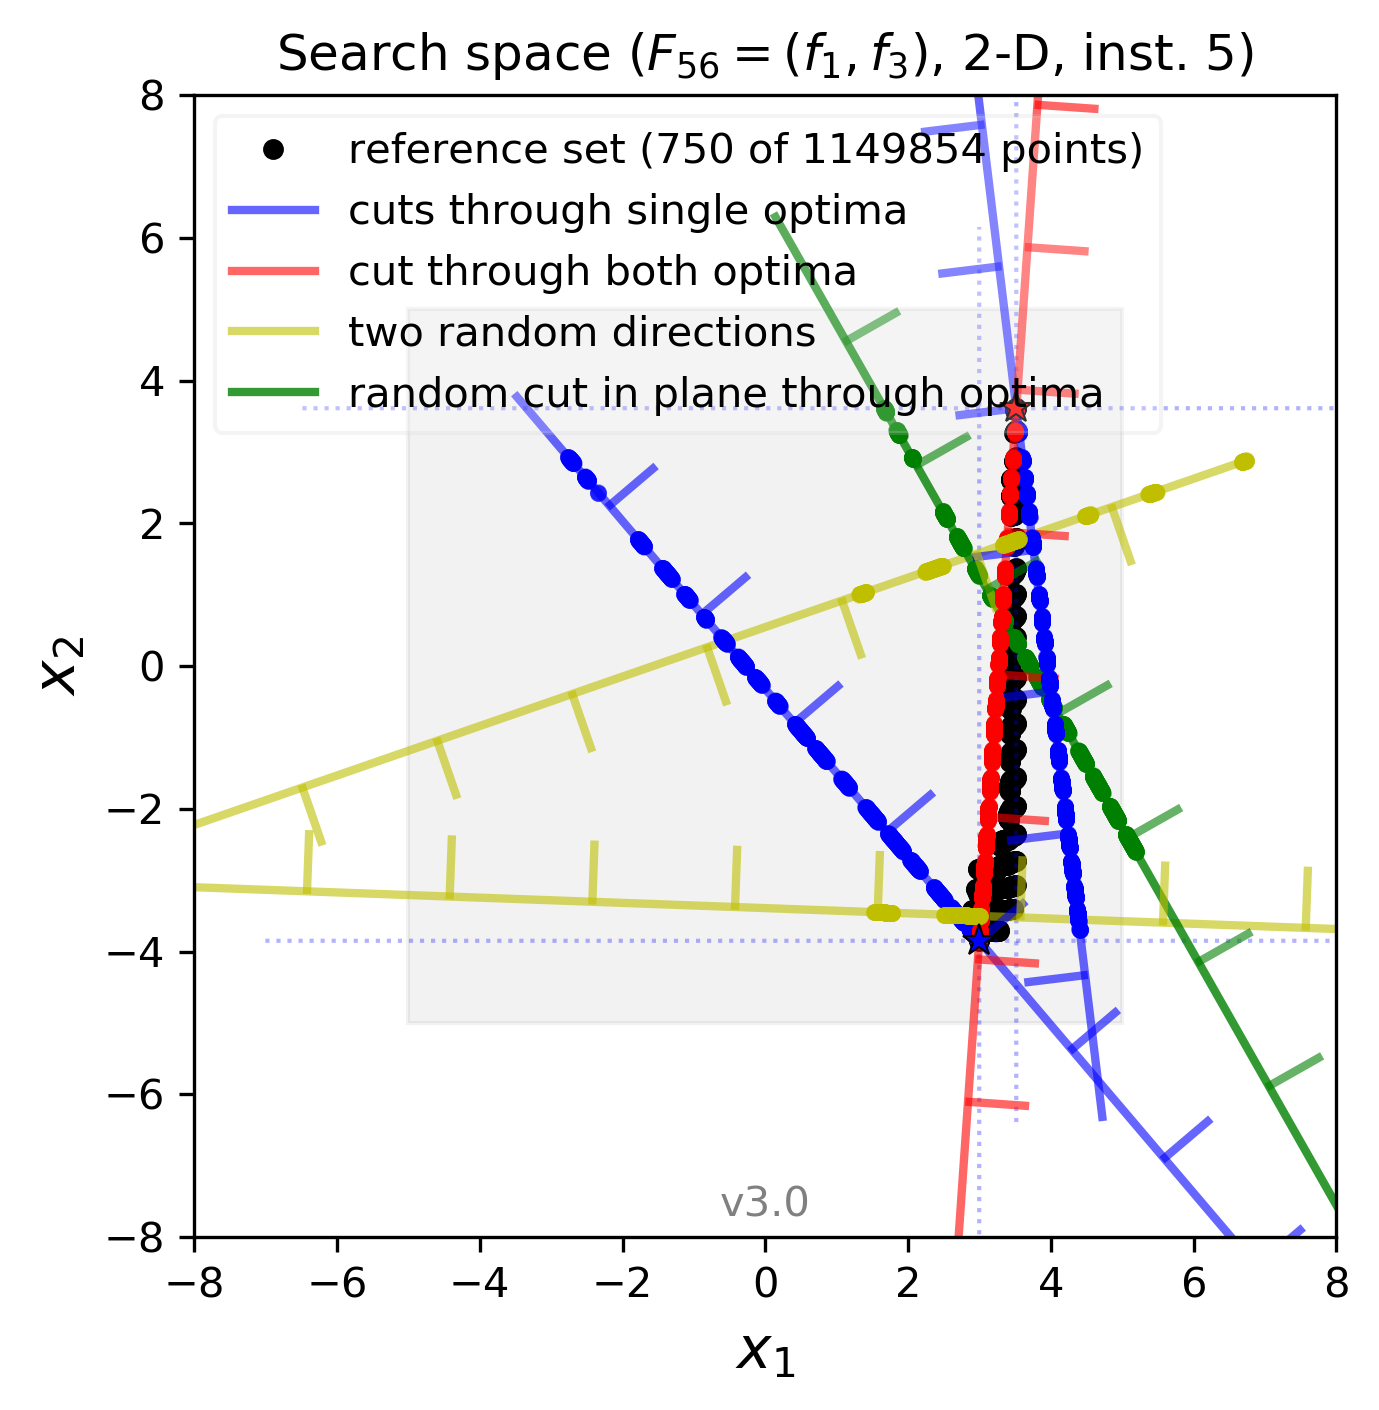 Search space (F₅₆ = (f₁, f₃), 2-D, inst. 5)
reference set (750 of 1149854 points)
cuts through single optima
cut through both optima
two random directions
random cut in plane through optima
8
6
4
2
0
−2
−4
−6
−8
x₂
v3.0
−8 −6 −4 −2 0 2 4 6 8
x₁